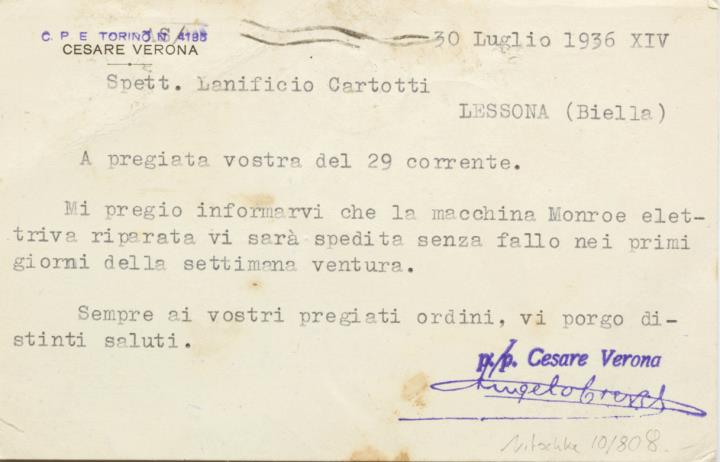 C. P. E TORINO N. 4193
CESARE VERONA
30 Luglio 1936 XIV
Spett. Lanificio Cartotti
LESSONA (Biella)
A pregiata vostra del 29 corrente.
Mi pregio informarvi che la macchina Monroe elet-
triva riparata vi sarà spedita senza fallo nei primi
giorni della settimana ventura.
Sempre ai vostri pregiati ordini, vi porgo di-
stinti saluti.
p./p. Cesare Verona
Angelo
10/808.